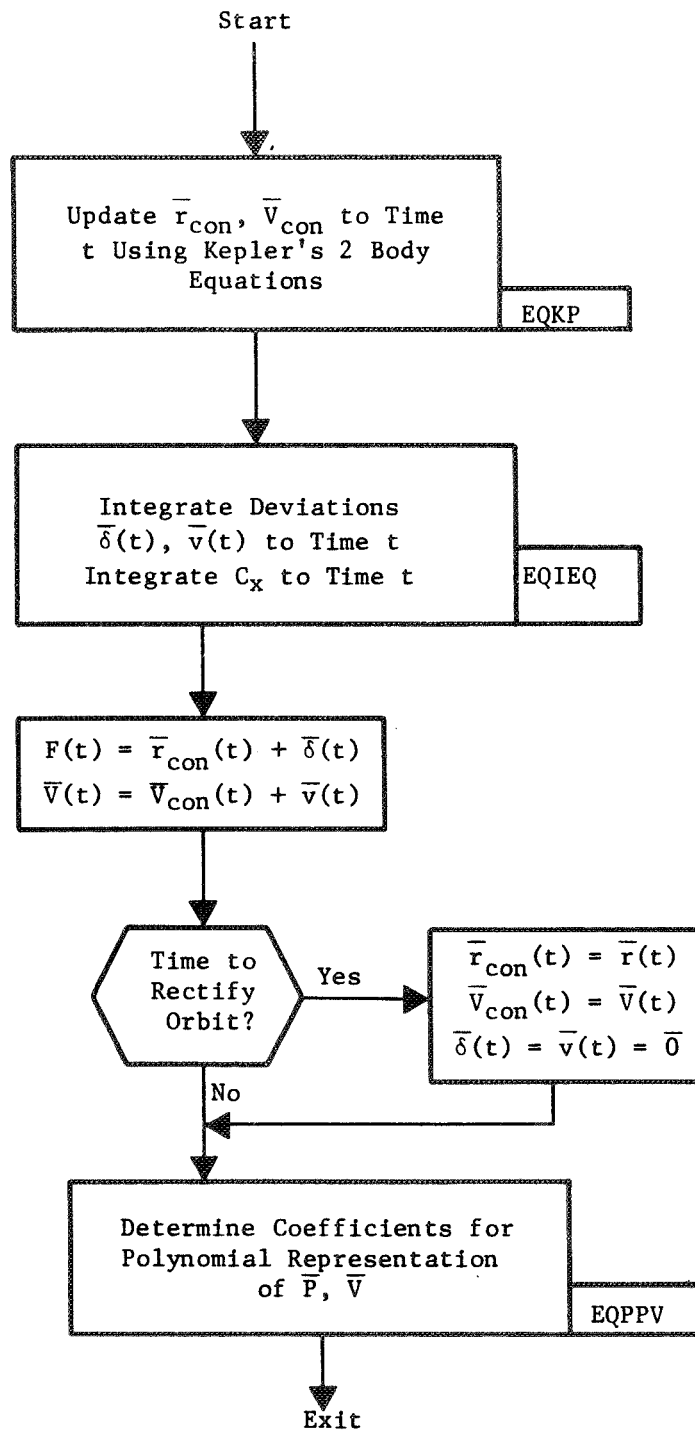 Start
Update r̅con, V̅con to Time
t Using Kepler's 2 Body
Equations
EQKP
Integrate Deviations
δ̅(t), v̅(t) to Time t
Integrate Cx to Time t
EQIEQ
F(t) = r̅con(t) + δ̅(t)
V̅(t) = V̅con(t) + v̅(t)
Time to
Rectify
Orbit?
Yes
r̅con(t) = r̅(t)
V̅con(t) = V̅(t)
δ̅(t) = v̅(t) = 0̅
No
Determine Coefficients for
Polynomial Representation
of P̅, V̅
EQPPV
Exit